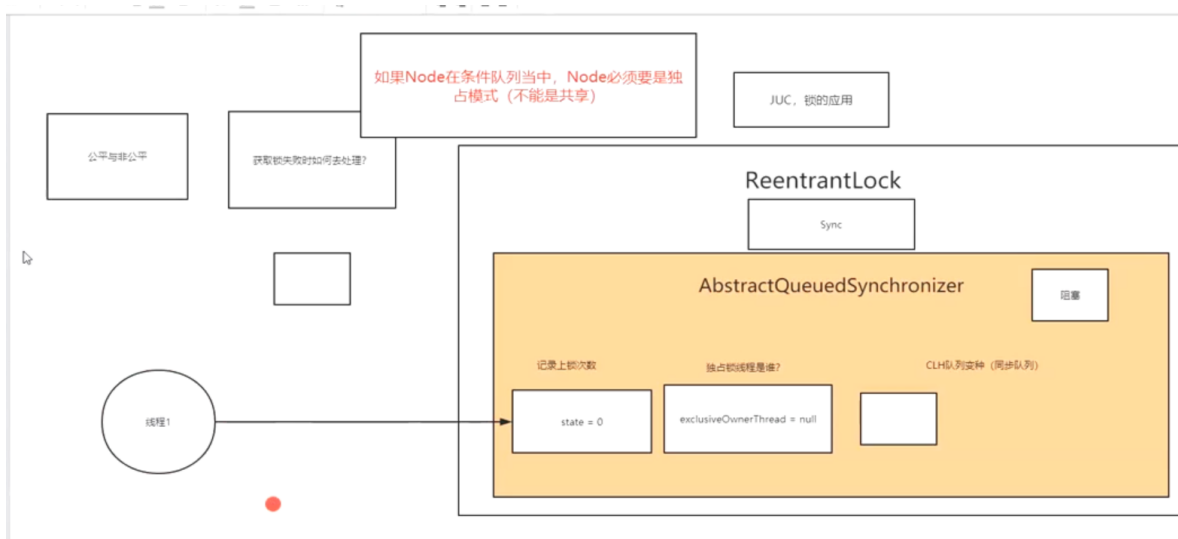 如果Node在条件队列当中，Node必须要是独
占模式（不能是共享）
JUC，锁的应用
公平与非公平
获取锁失败时如何去处理？
ReentrantLock
Sync
AbstractQueuedSynchronizer
阻塞
记录上锁次数
独占锁线程是谁？
CLH队列变种（同步队列）
线程1
state = 0
exclusiveOwnerThread = null